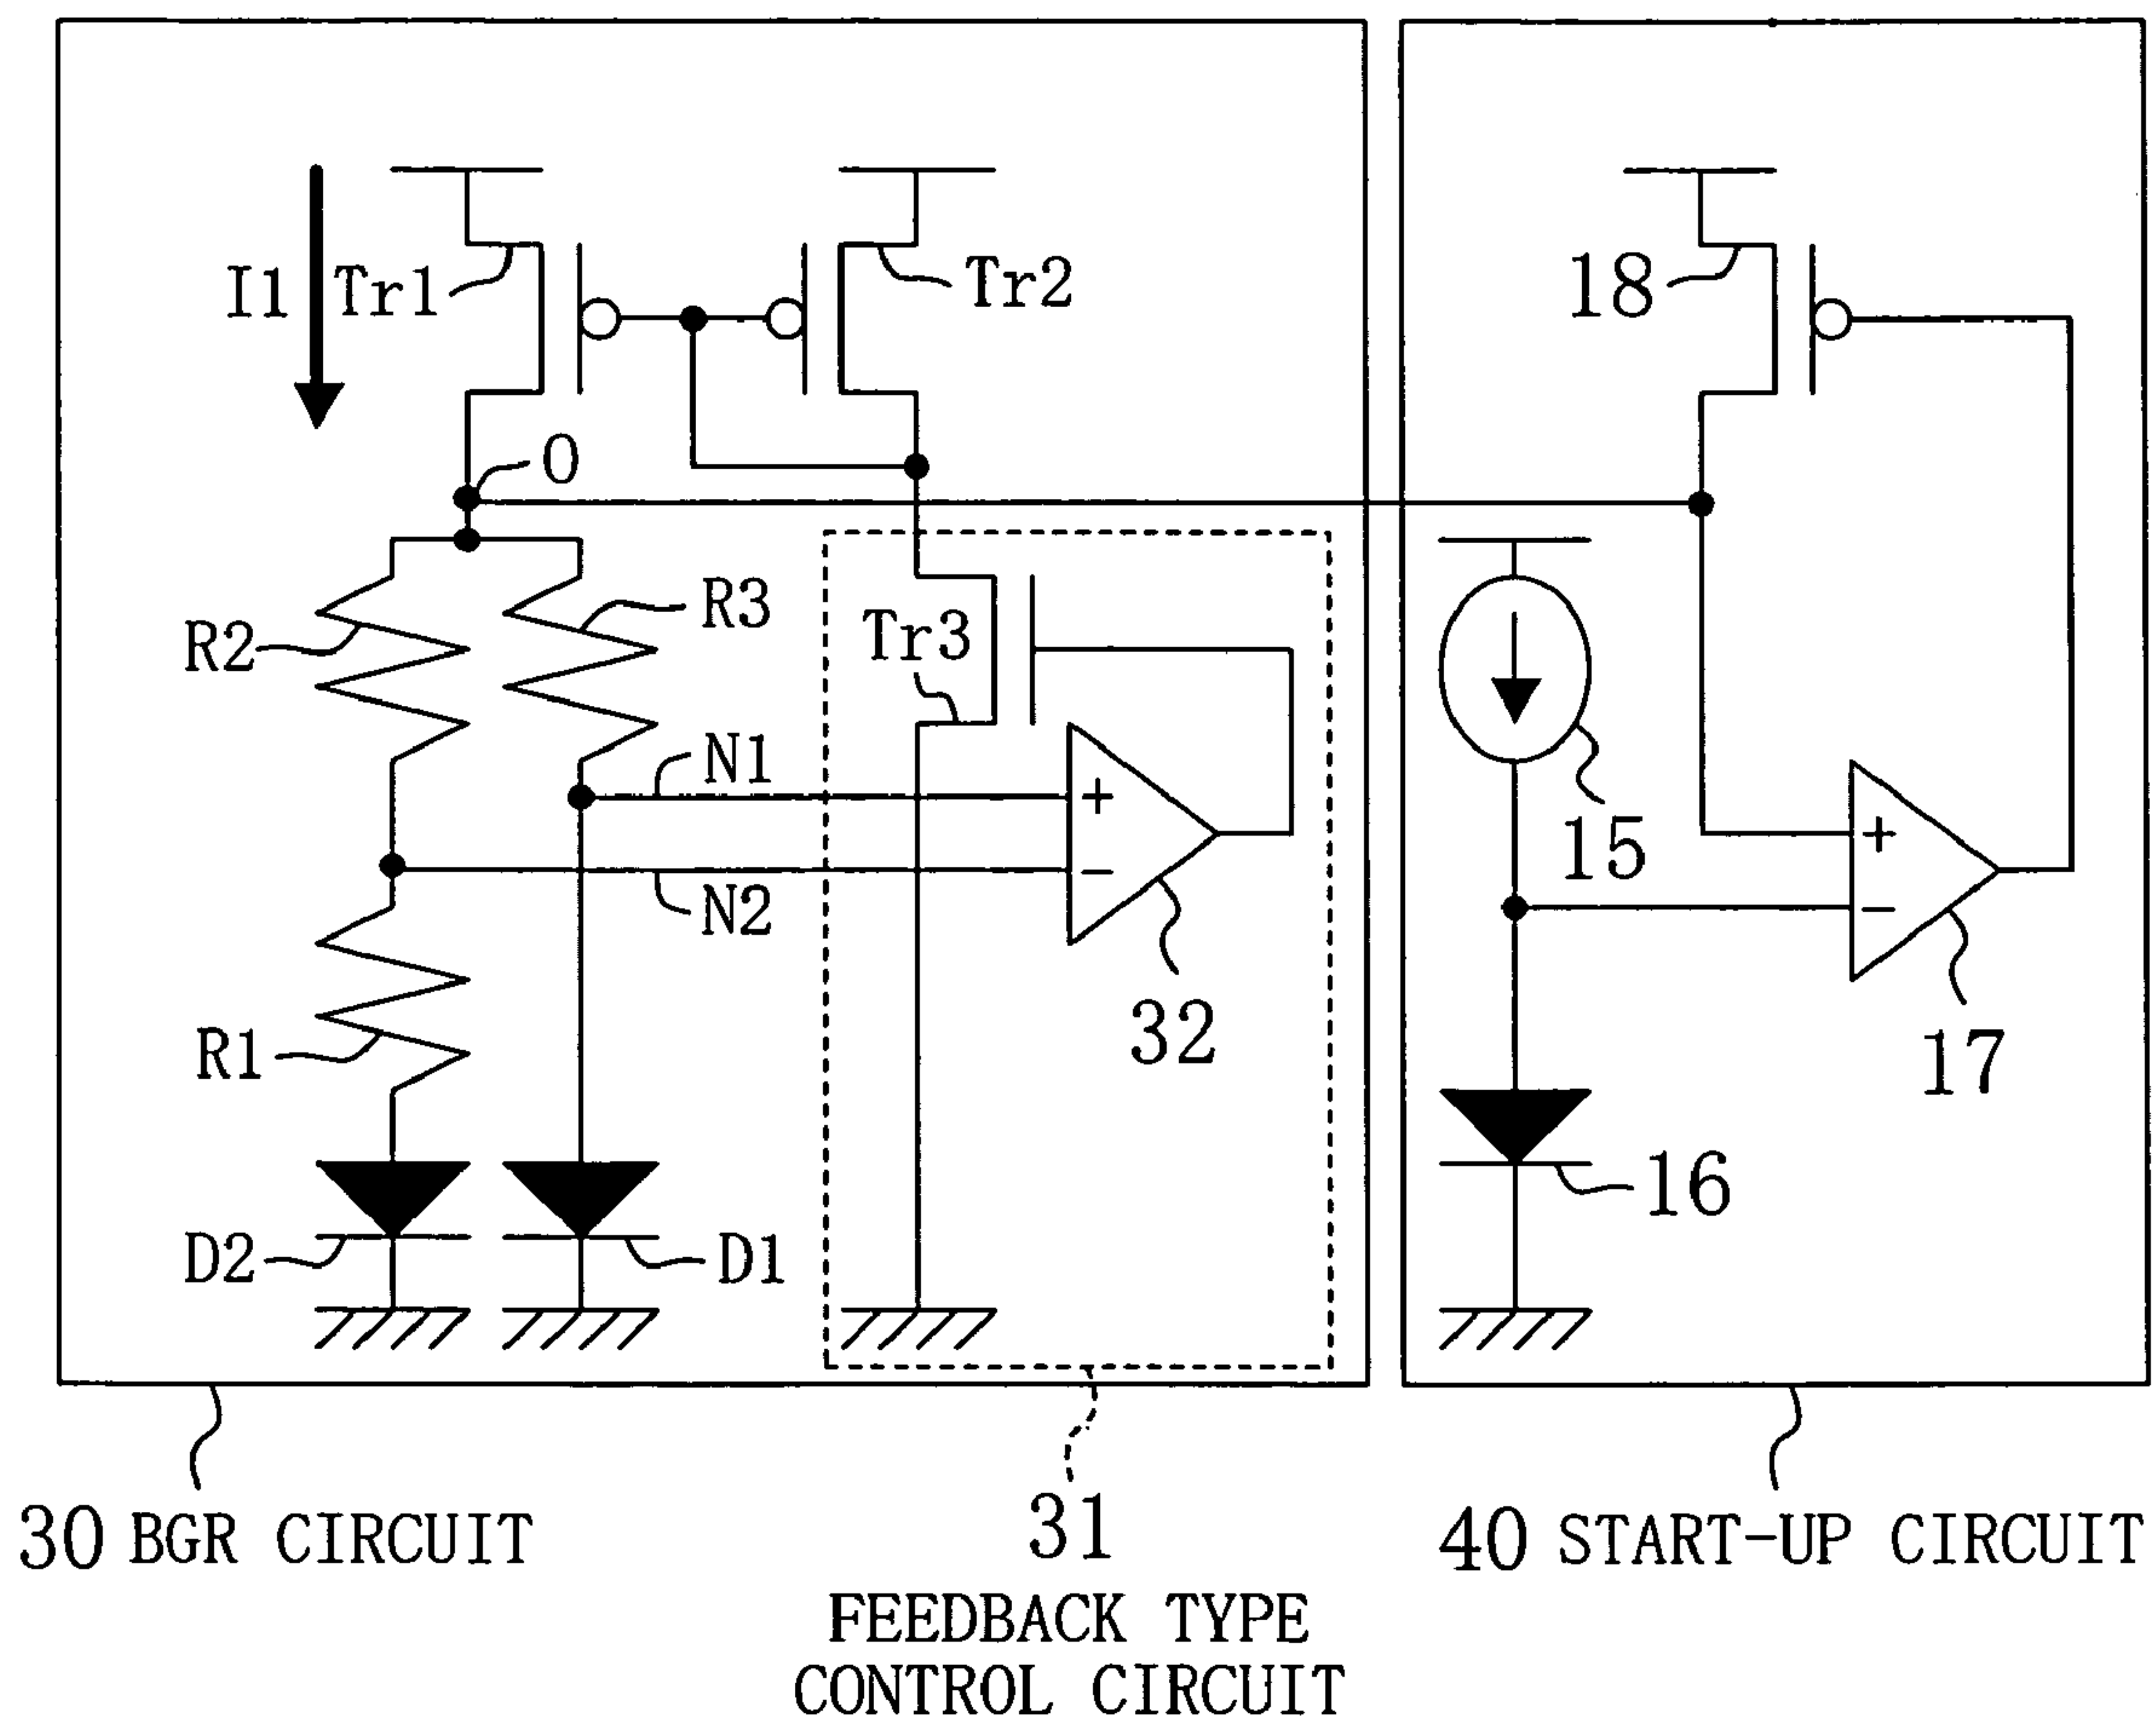 I1
Tr1
Tr2
18
O
R2
R3
Tr3
N1
+
−
N2
32
15
+
−
17
R1
16
D2
D1
30 BGR CIRCUIT
31
FEEDBACK TYPE
CONTROL CIRCUIT
40 START-UP CIRCUIT